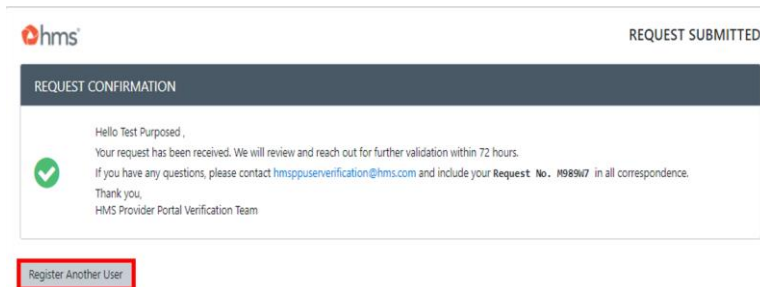 hms®
REQUEST SUBMITTED
REQUEST CONFIRMATION
Hello Test Purposed ,
Your request has been received. We will review and reach out for further validation within 72 hours.
If you have any questions, please contact hmsppuserverification@hms.com and include your Request No. M989W7 in all correspondence.
Thank you,
HMS Provider Portal Verification Team
Register Another User